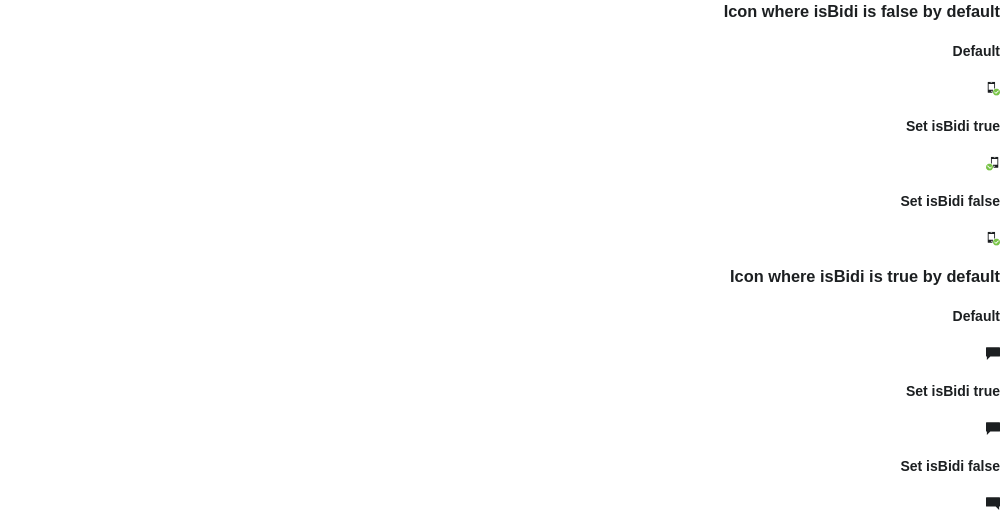 Icon where isBidi is false by default
Default
Set isBidi true
Set isBidi false
Icon where isBidi is true by default
Default
Set isBidi true
Set isBidi false